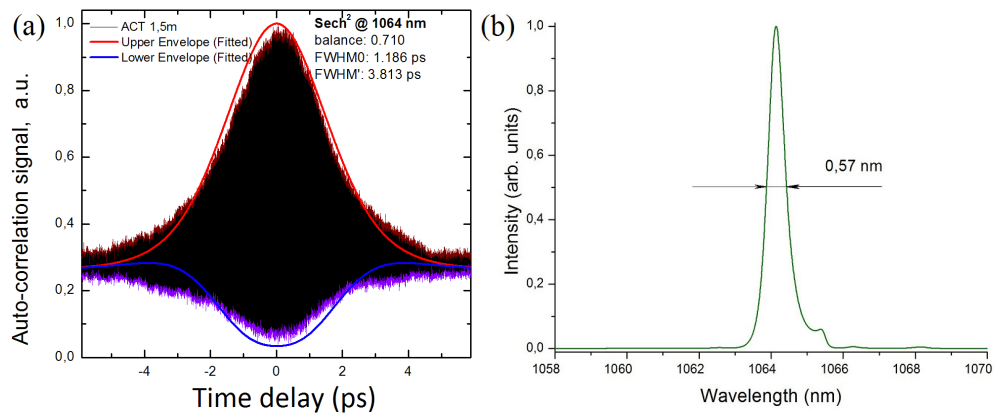 (a)
ACT 1,5m
Upper Envelope (Fitted)
Lower Envelope (Fitted)
Sech² @ 1064 nm
balance: 0.710
FWHM0: 1.186 ps
FWHM': 3.813 ps
Auto-correlation signal, a.u.
1,0
0,8
0,6
0,4
0,2
0,0
-4 -2 0 2 4
Time delay (ps)
(b)
0,57 nm
Intensity (arb. units)
1,0
0,8
0,6
0,4
0,2
0,0
1058 1060 1062 1064 1066 1068 1070
Wavelength (nm)